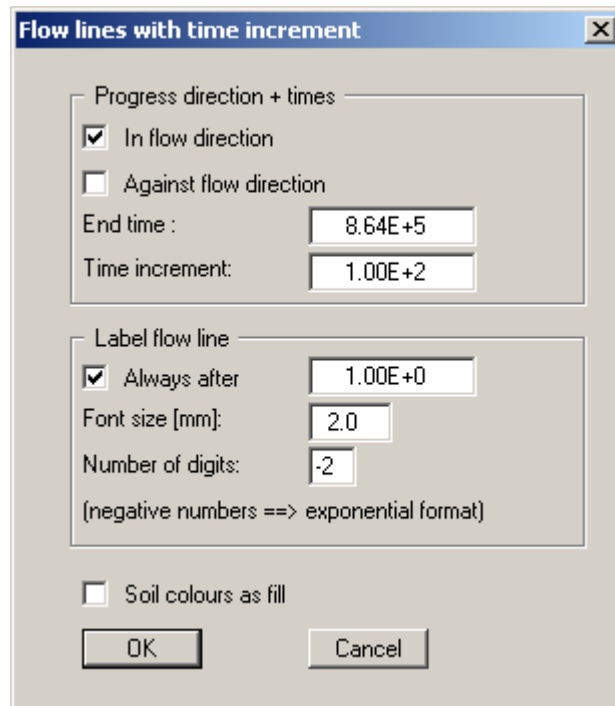 Flow lines with time increment
Progress direction + times
In flow direction
Against flow direction
End time : 8.64E+5
Time increment: 1.00E+2
Label flow line
Always after 1.00E+0
Font size [mm]: 2.0
Number of digits: -2
(negative numbers ==> exponential format)
Soil colours as fill
OK Cancel